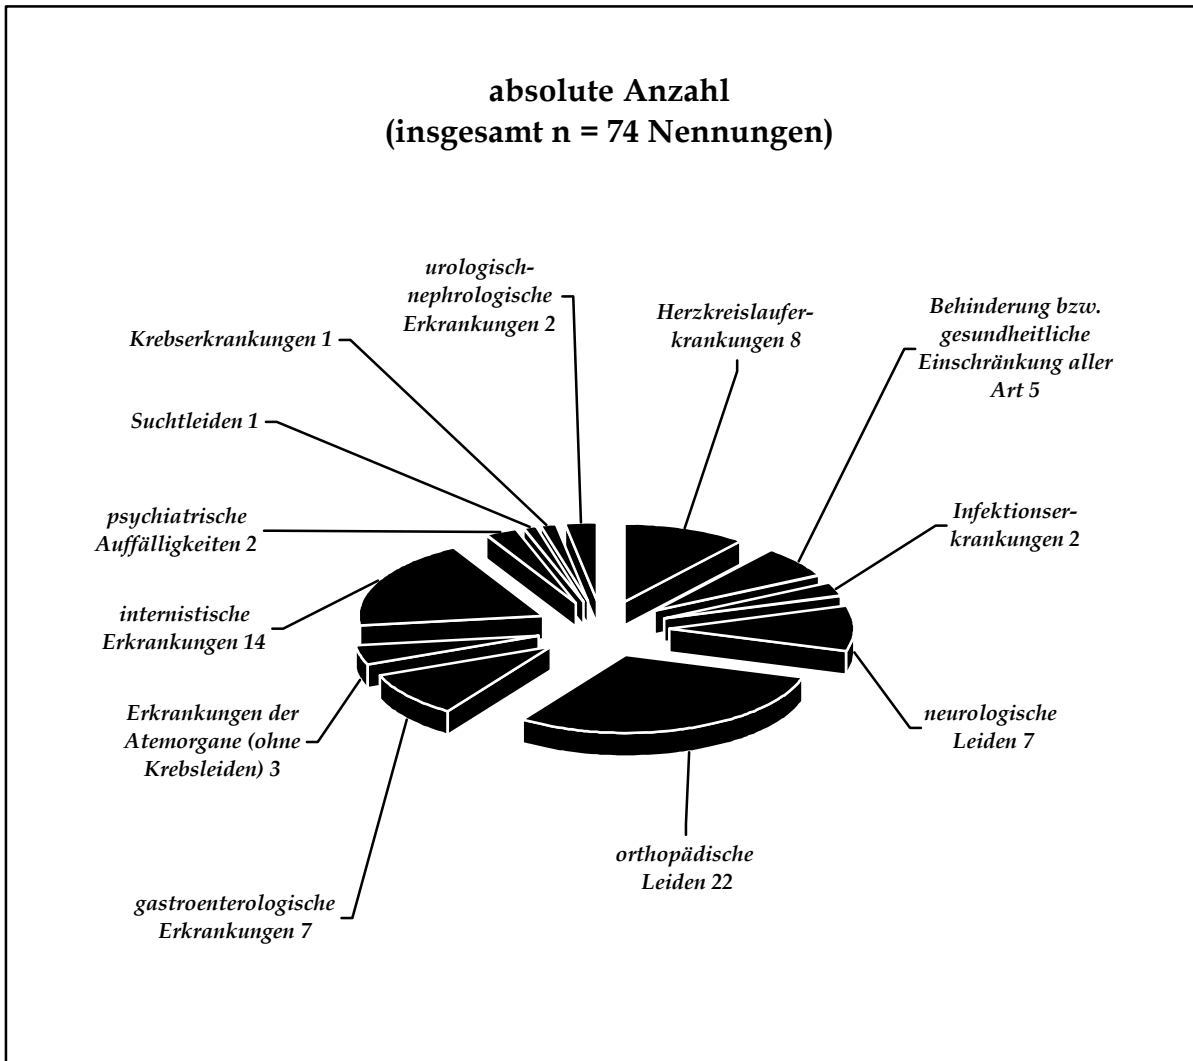 absolute Anzahl
(insgesamt n = 74 Nennungen)
urologisch-
nephrologische
Erkrankungen 2
Herzkreislaufer-
krankungen 8
Behinderung bzw.
gesundheitliche
Einschränkung aller
Art 5
Krebserkrankungen 1
Suchtleiden 1
psychiatrische
Auffälligkeiten 2
Infektionser-
krankungen 2
internistische
Erkrankungen 14
Erkrankungen der
Atemorgane (ohne
Krebsleiden) 3
neurologische
Leiden 7
orthopädische
Leiden 22
gastroenterologische
Erkrankungen 7